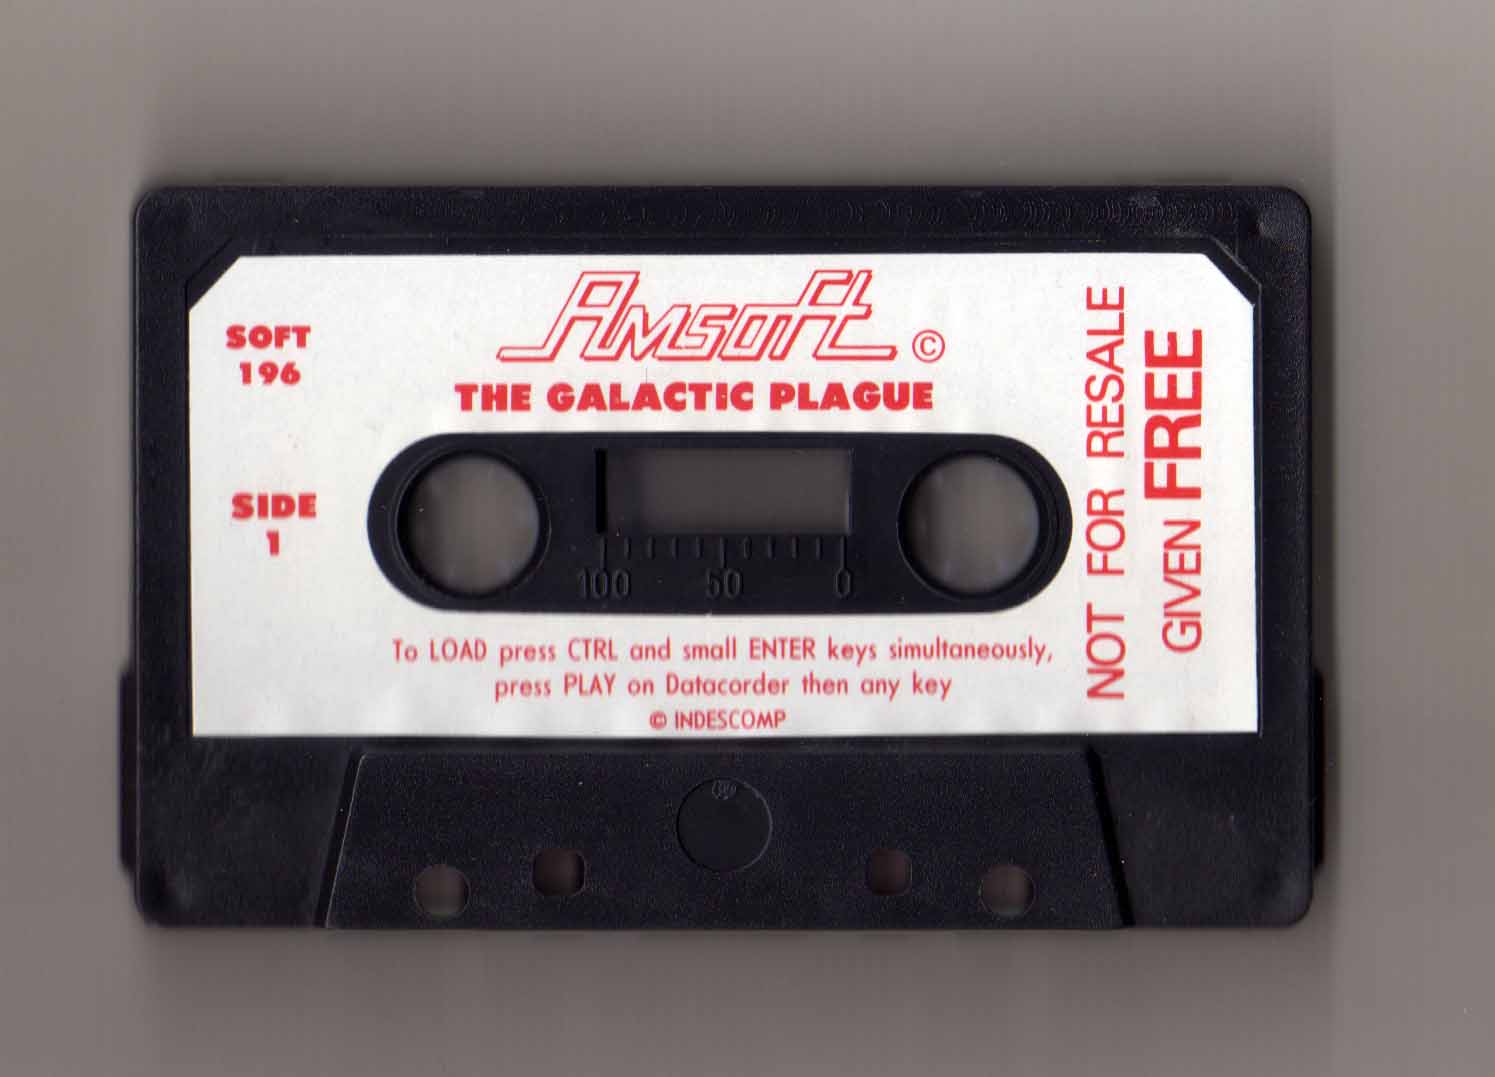 Amsoft ©
THE GALACTIC PLAGUE
SOFT
196
SIDE
1
100 50 0
To LOAD press CTRL and small ENTER keys simultaneously,
press PLAY on Datacorder then any key
© INDESCOMP
NOT FOR RESALE
GIVEN FREE